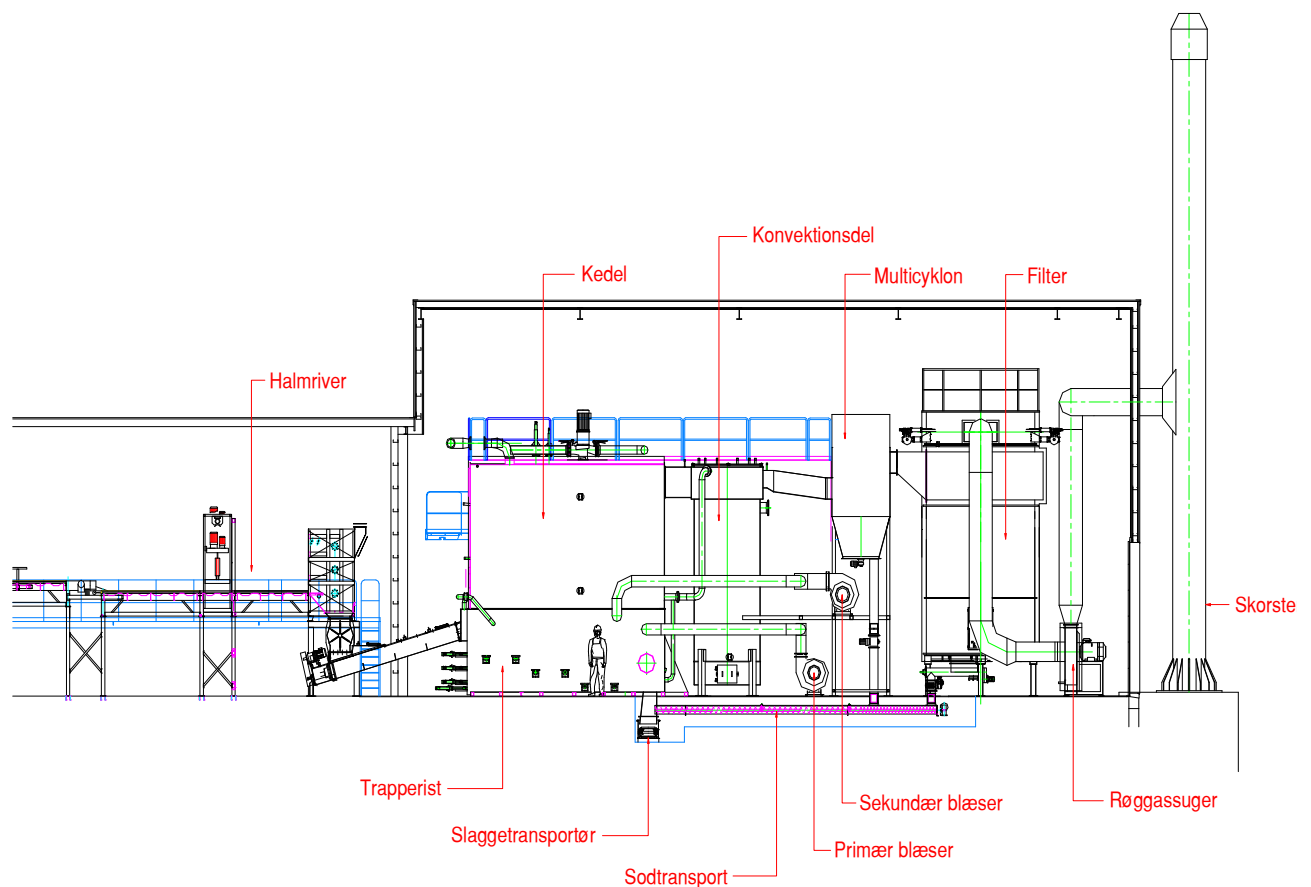 Konvektionsdel
Kedel
Multicyklon
Filter
Halmriver
Skorste
Trapperist
Sekundær blæser
Røggassuger
Slaggetransportør
Primær blæser
Sodtransport